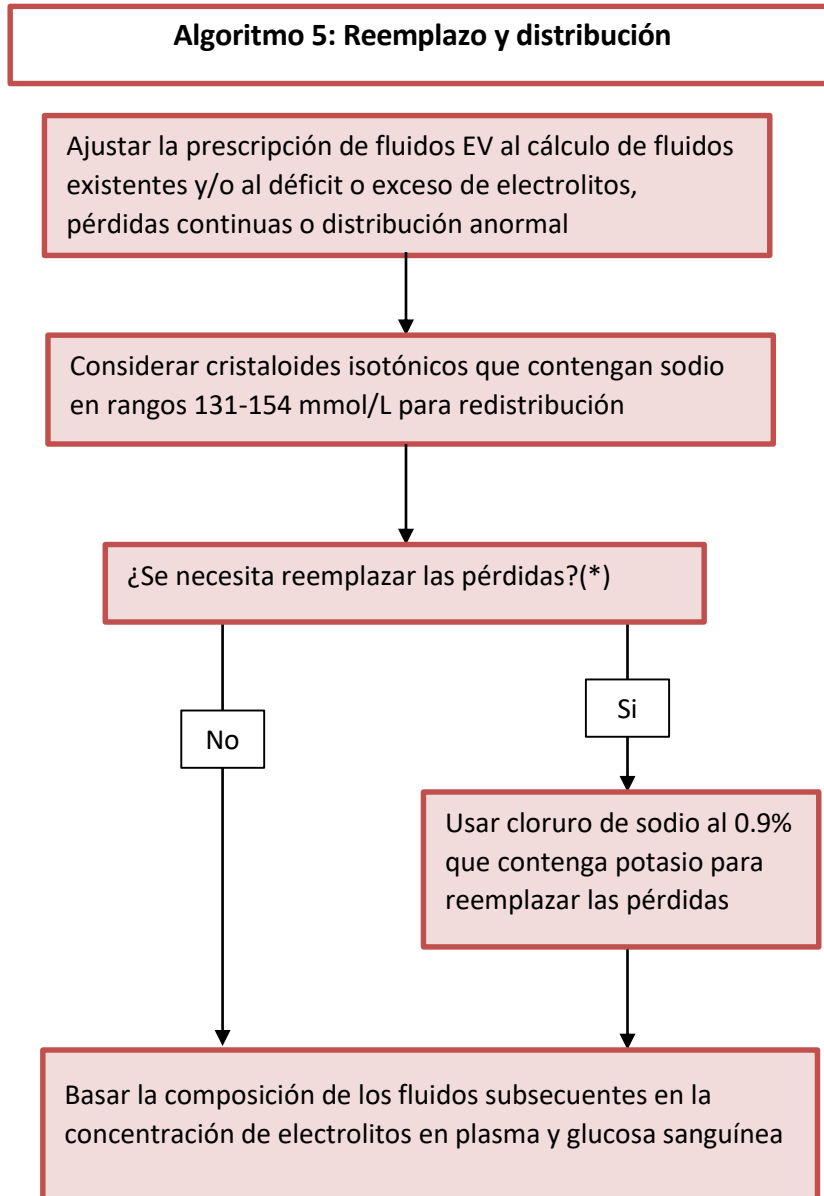 Algoritmo 5: Reemplazo y distribución
Ajustar la prescripción de fluidos EV al cálculo de fluidos
existentes y/o al déficit o exceso de electrolitos,
pérdidas continuas o distribución anormal
Considerar cristaloides isotónicos que contengan sodio
en rangos 131-154 mmol/L para redistribución
¿Se necesita reemplazar las pérdidas?(*)
Si
No
Usar cloruro de sodio al 0.9%
que contenga potasio para
reemplazar las pérdidas
Basar la composición de los fluidos subsecuentes en la
concentración de electrolitos en plasma y glucosa sanguínea